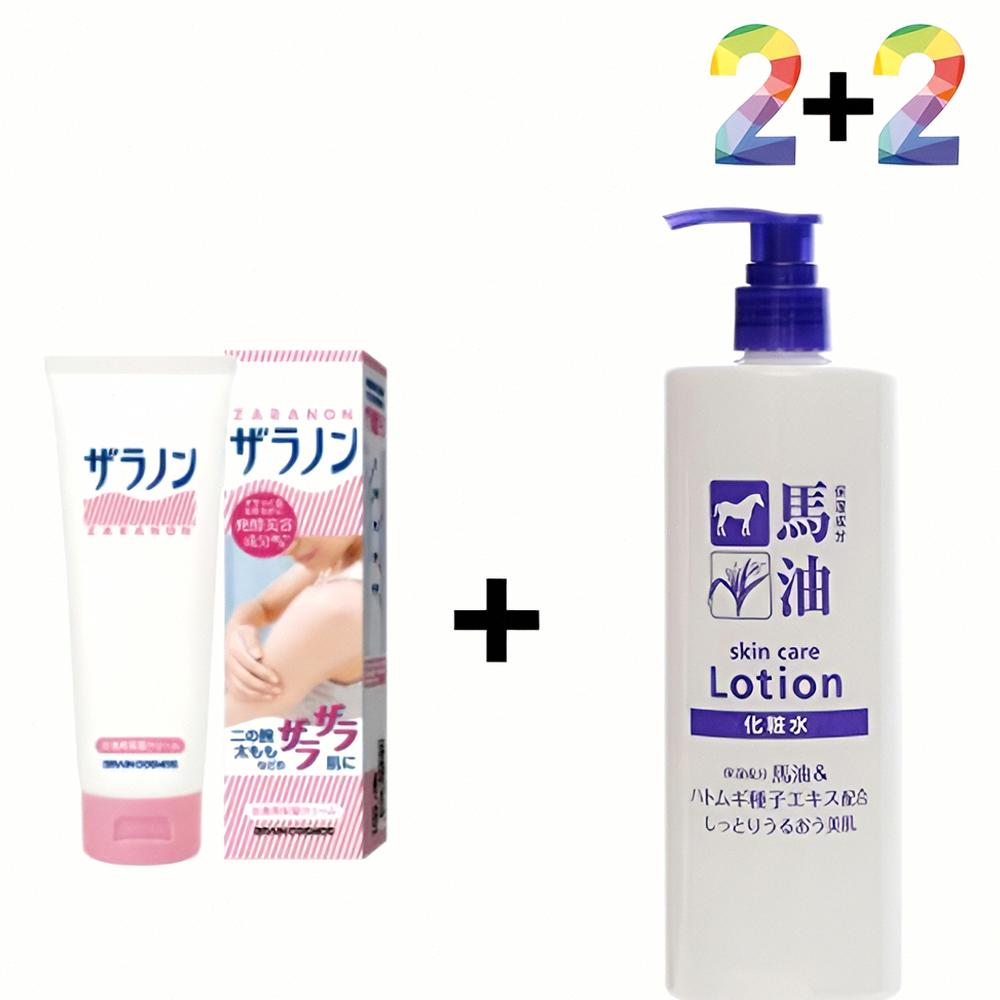 2+2
ザラノン
ZARANON
ZARANON
ザラノン
二の腕
太もも
などの
ザラ
ザラ
肌に
BRAIN COSMOS
馬油
保湿成分
skin care
Lotion
化粧水
馬油&
ハトムギ種子エキス配合
しっとりうるおう美肌